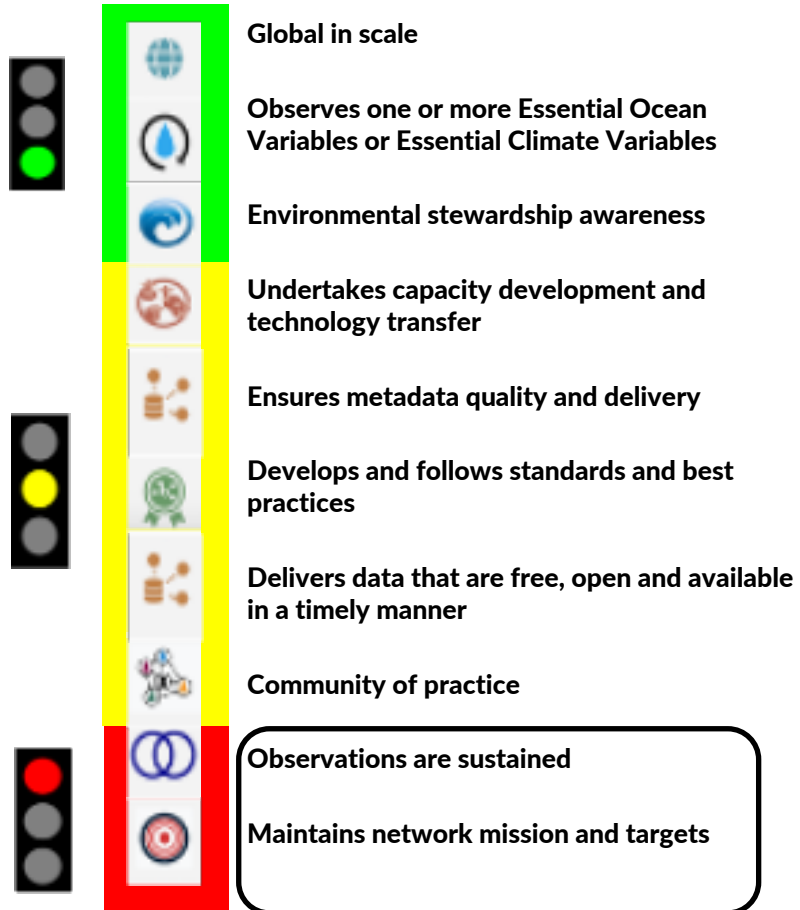 Global in scale
Observes one or more Essential Ocean
Variables or Essential Climate Variables
Environmental stewardship awareness
Undertakes capacity development and
technology transfer
Ensures metadata quality and delivery
Develops and follows standards and best
practices
Delivers data that are free, open and available
in a timely manner
Community of practice
Observations are sustained
Maintains network mission and targets